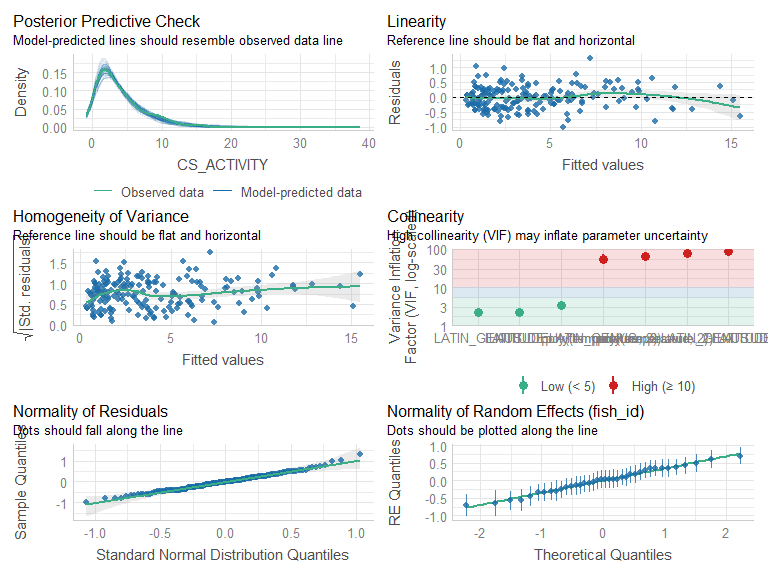 Posterior Predictive Check
Model-predicted lines should resemble observed data line
Density
0.15
0.10
0.05
0.00
0
10
20
30
40
CS_ACTIVITY
Observed data
Model-predicted data
Linearity
Reference line should be flat and horizontal
Residuals
1.0
0.5
0.0
-0.5
-1.0
0
5
10
15
Fitted values
Homogeneity of Variance
Reference line should be flat and horizontal
√|Std. residuals|
1.5
1.0
0.5
0.0
0
5
10
15
Fitted values
Collinearity
High collinearity (VIF) may inflate parameter uncertainty
Variance Inflation
Factor (VIF, log-scaled)
100
30
10
3
1
Low (< 5)
High (≥ 10)
Normality of Residuals
Dots should fall along the line
Sample Quantiles
1
0
-1
-1.0
-0.5
0.0
0.5
1.0
Standard Normal Distribution Quantiles
Normality of Random Effects (fish_id)
Dots should be plotted along the line
RE Quantiles
1.0
0.5
0.0
-0.5
-1.0
-2
-1
0
1
2
Theoretical Quantiles